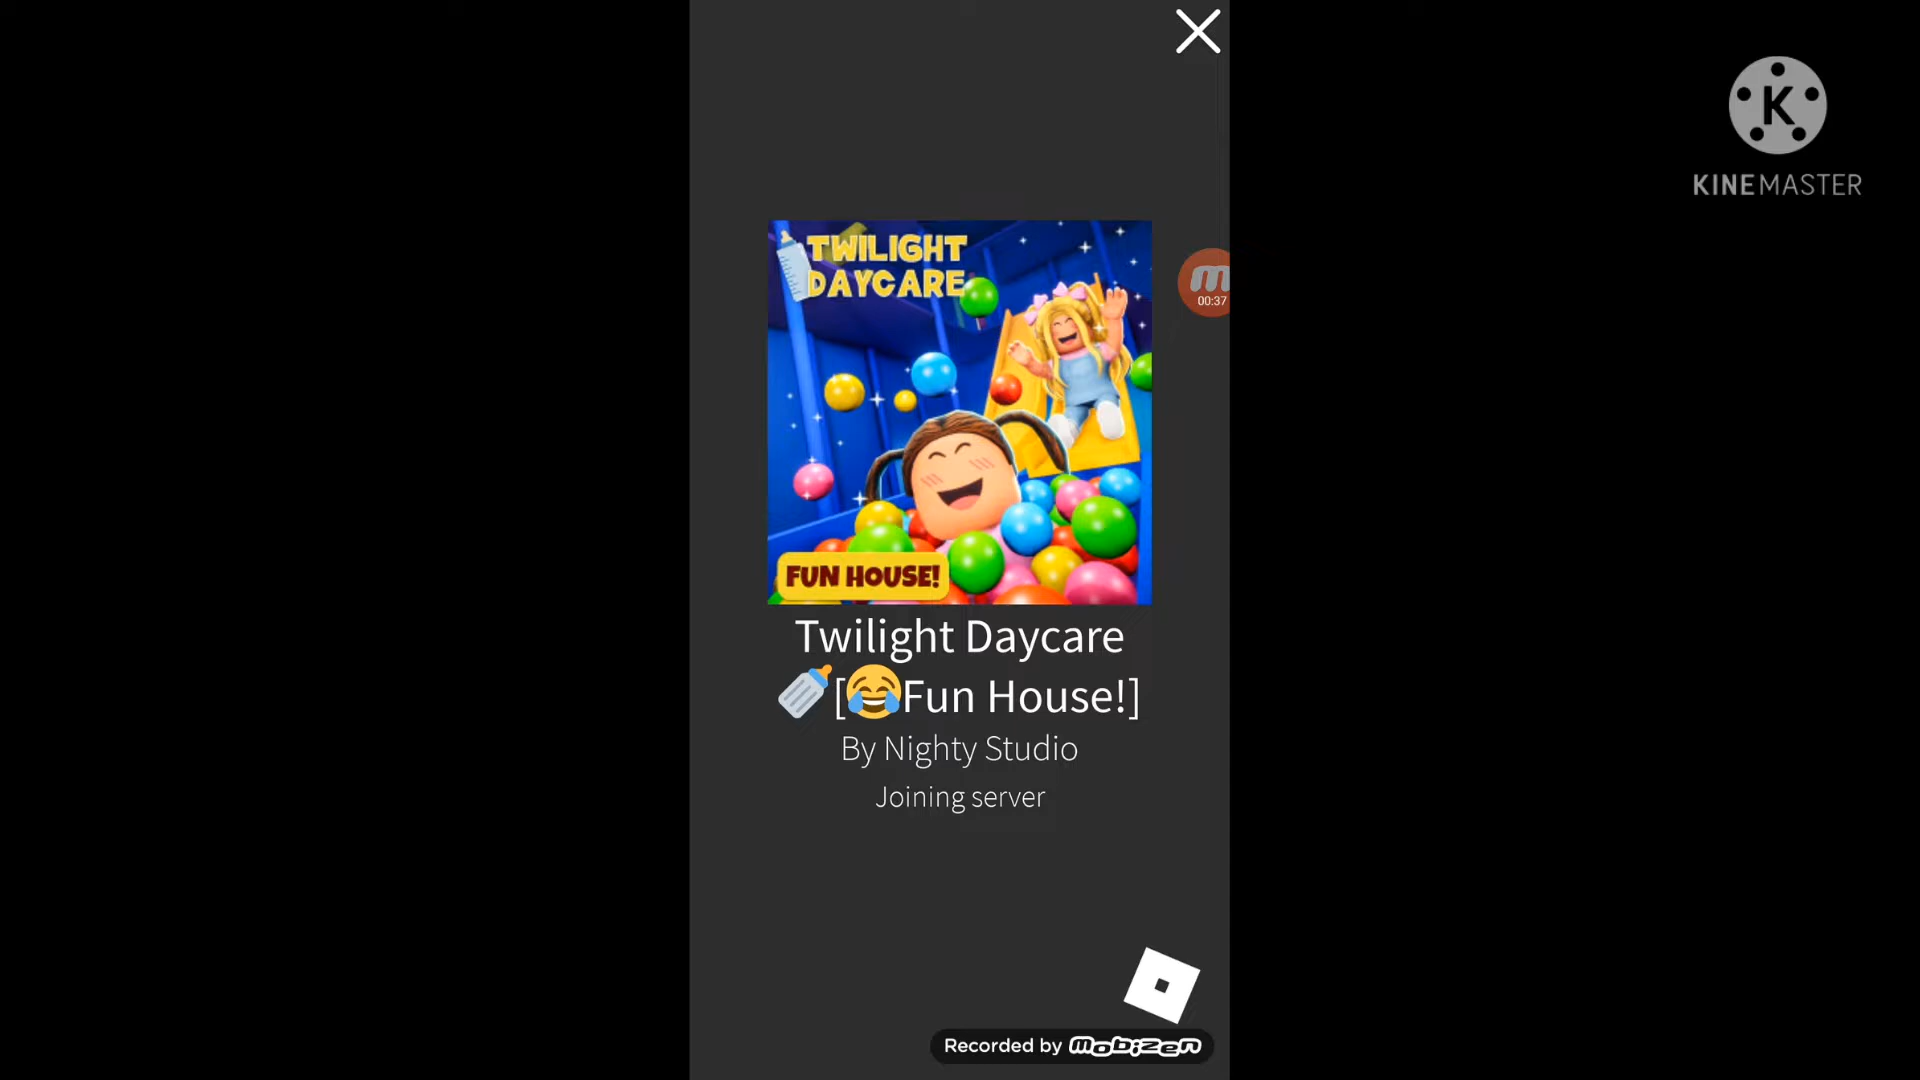 K
KINEMASTER
TWILIGHT
DAYCARE
00:37
FUN HOUSE!
Twilight Daycare
🍼[😂Fun House!]
By Nighty Studio
Joining server
Recorded by mobizen